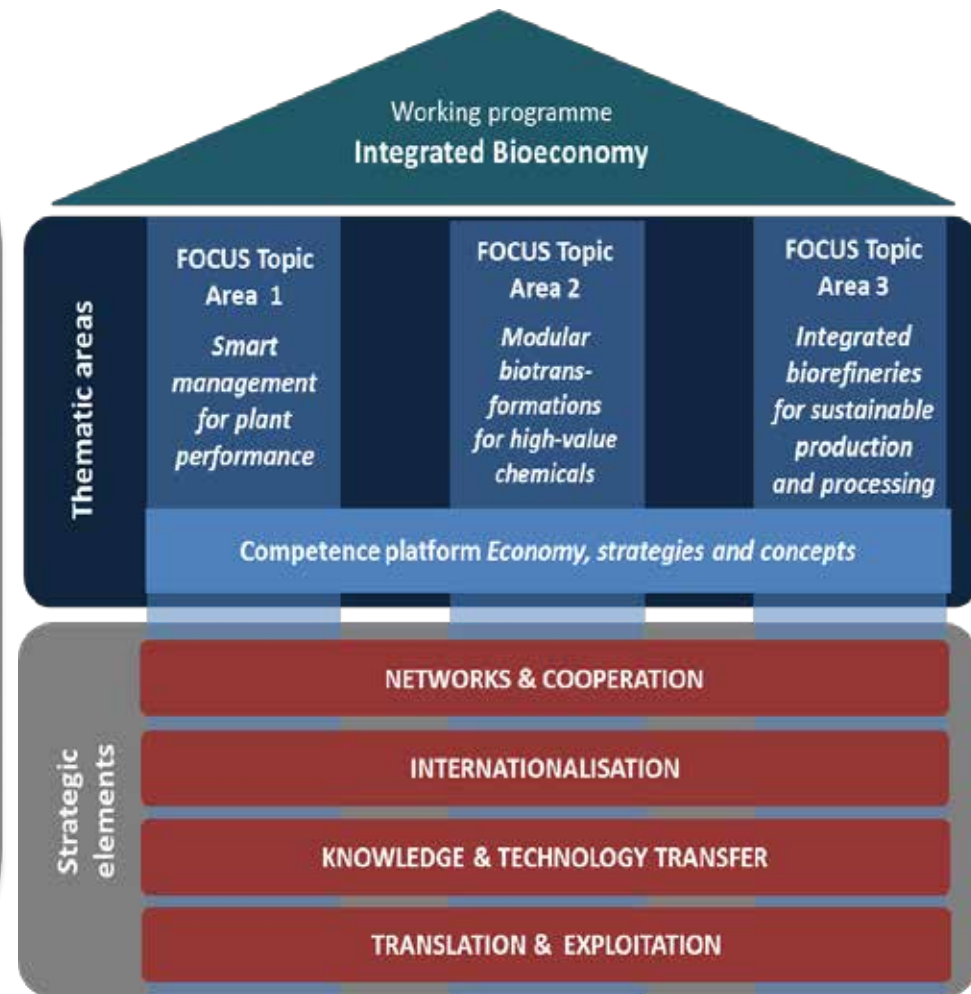 Working programme
Integrated Bioeconomy
Thematic areas
FOCUS Topic
Area 1
Smart
management
for plant
performance
FOCUS Topic
Area 2
Modular
biotrans-
formations
for high-value
chemicals
FOCUS Topic
Area 3
Integrated
biorefineries
for sustainable
production
and processing
Competence platform Economy, strategies and concepts
Strategic
elements
NETWORKS & COOPERATION
INTERNATIONALISATION
KNOWLEDGE & TECHNOLOGY TRANSFER
TRANSLATION & EXPLOITATION